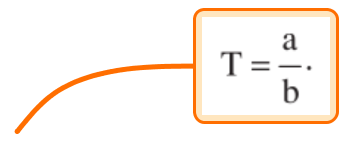 T = a/b.